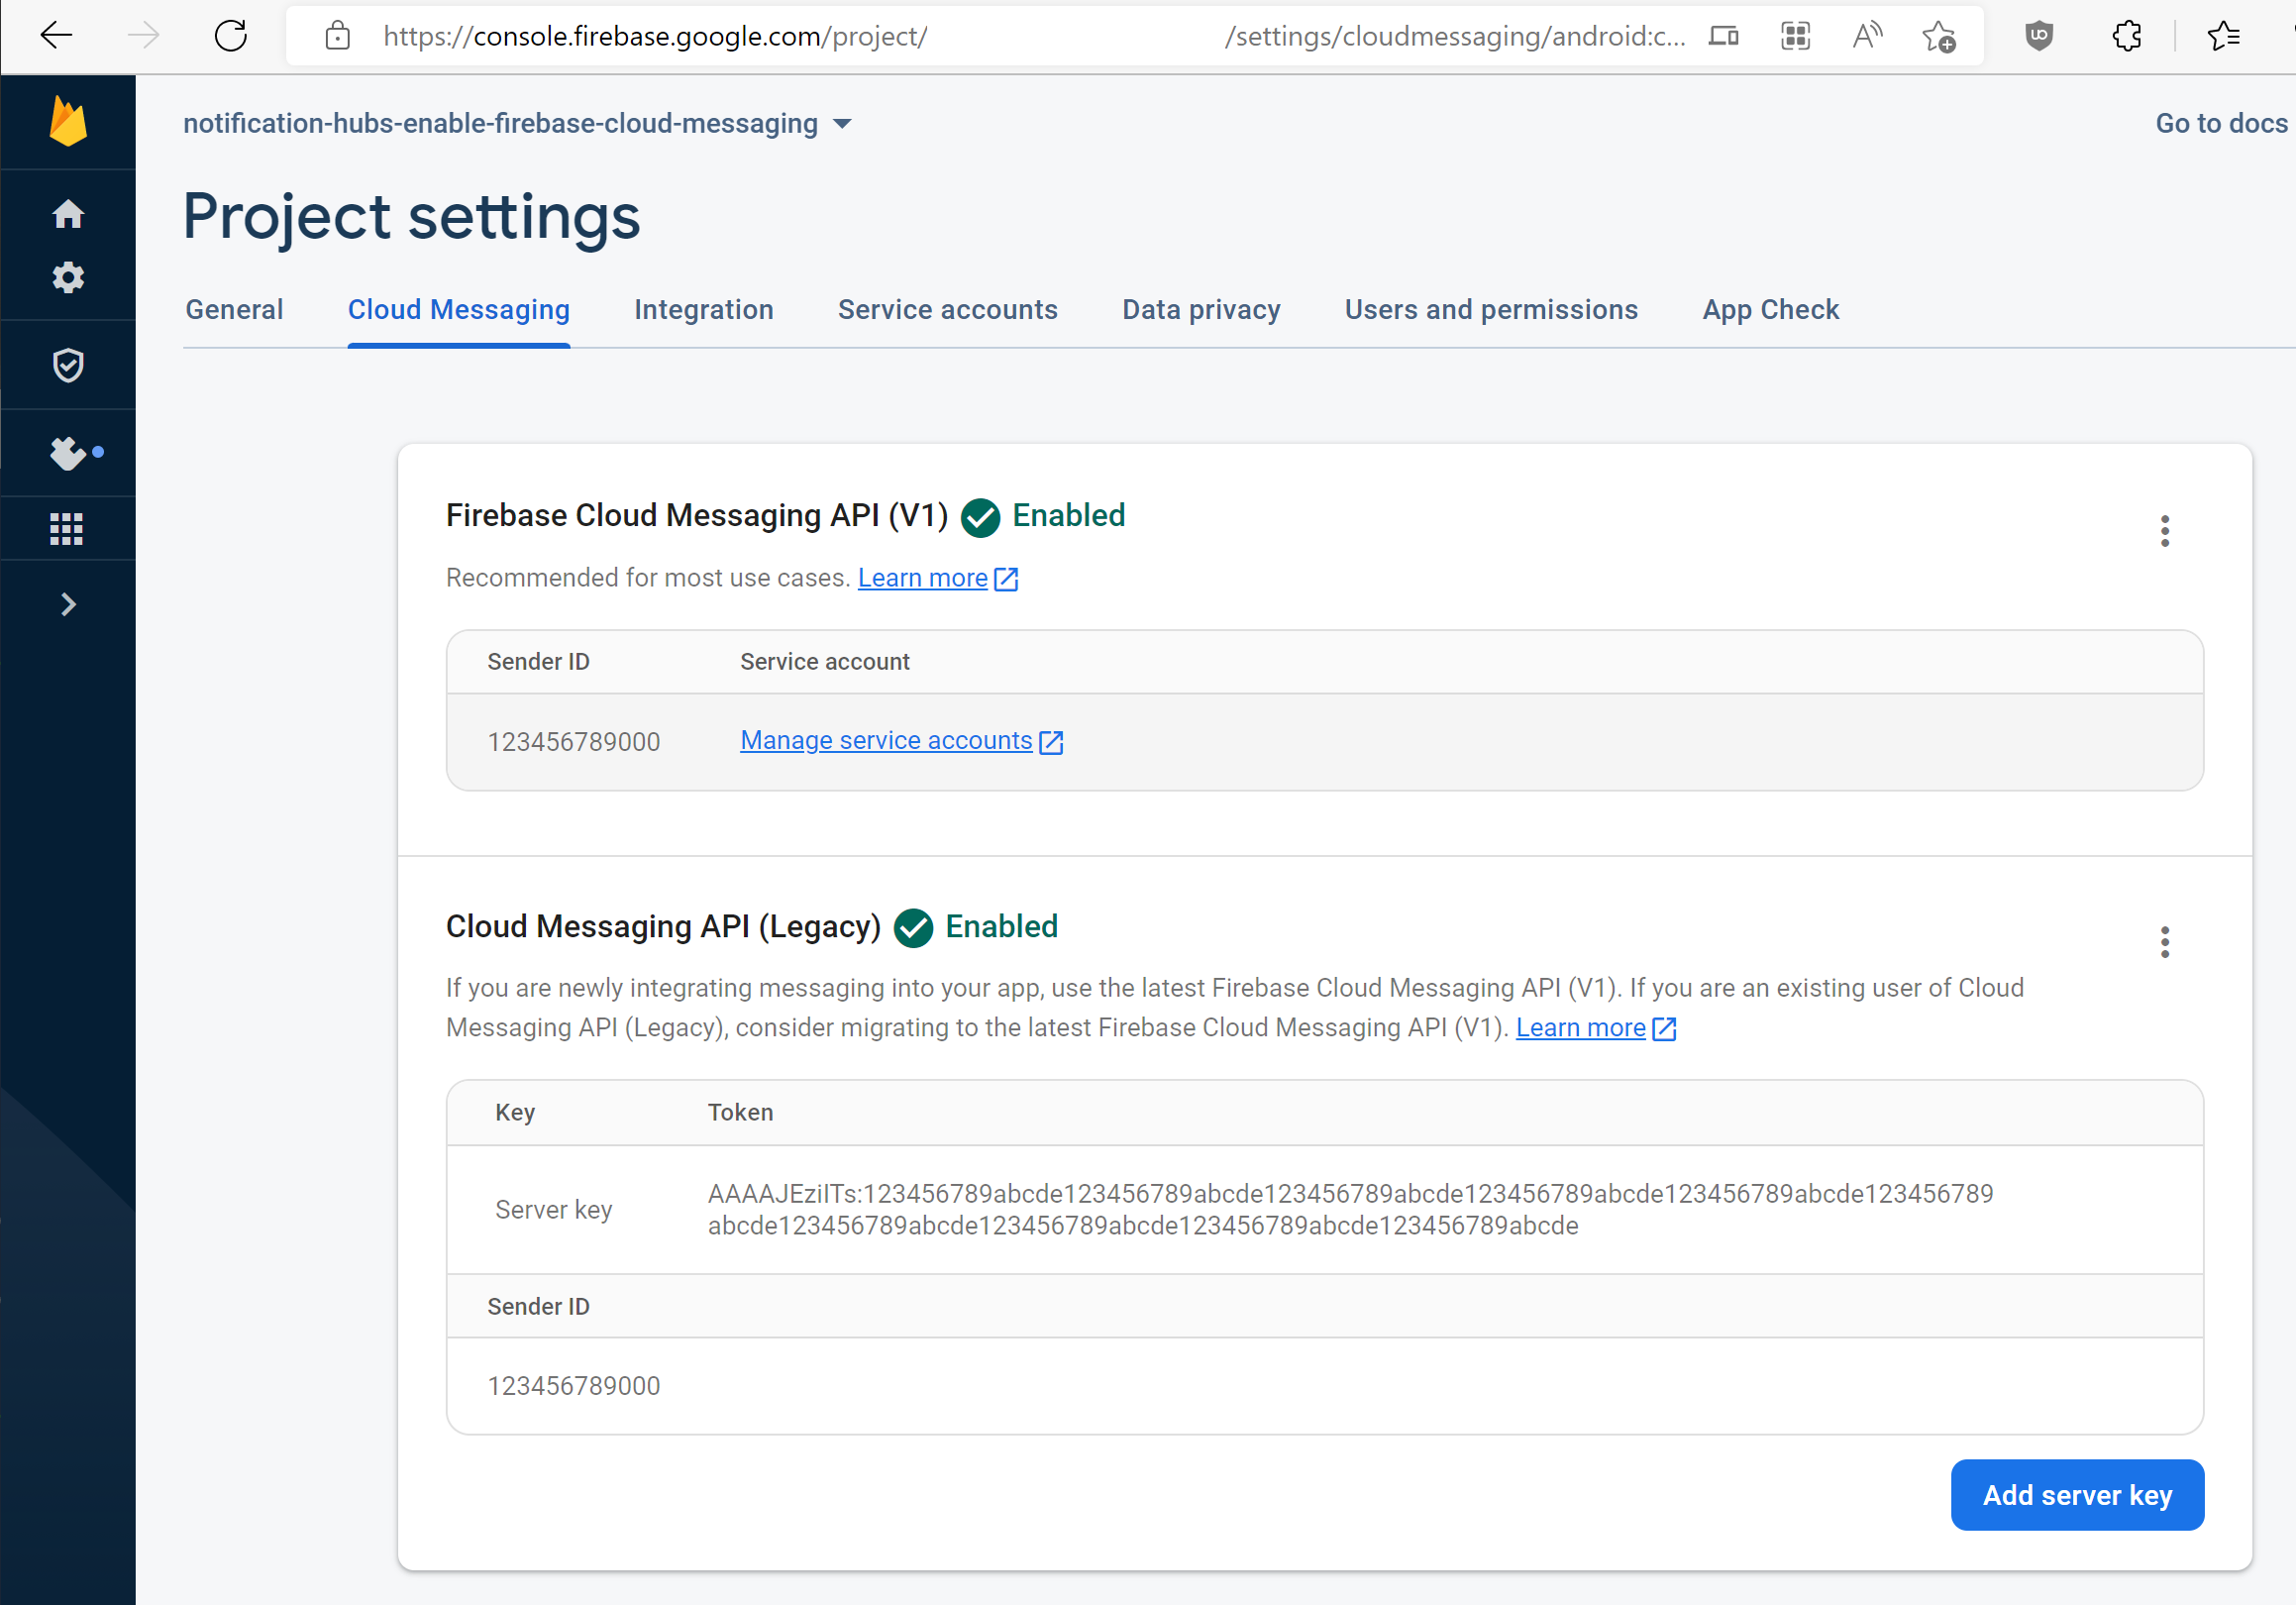 https://console.firebase.google.com/project/ /settings/cloudmessaging/android:c...
notification-hubs-enable-firebase-cloud-messaging
Go to docs
Project settings
General Cloud Messaging Integration Service accounts Data privacy Users and permissions App Check
Firebase Cloud Messaging API (V1) Enabled
Recommended for most use cases. Learn more
Sender ID Service account
123456789000 Manage service accounts
Cloud Messaging API (Legacy) Enabled
If you are newly integrating messaging into your app, use the latest Firebase Cloud Messaging API (V1). If you are an existing user of Cloud
Messaging API (Legacy), consider migrating to the latest Firebase Cloud Messaging API (V1). Learn more
Key Token
Server key
AAAAJEziITs:123456789abcde123456789abcde123456789abcde123456789abcde123456789abcde123456789
abcde123456789abcde123456789abcde123456789abcde123456789abcde
Sender ID
123456789000
Add server key